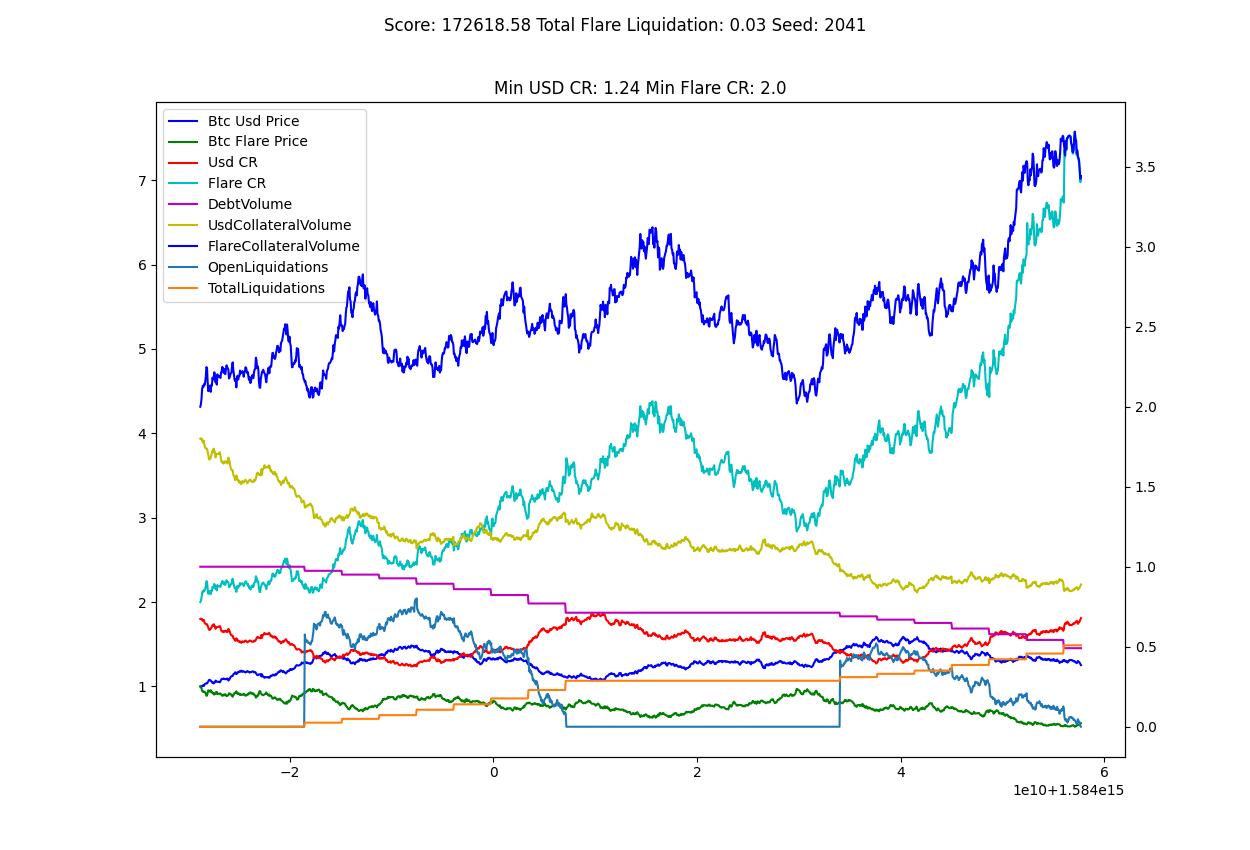 Score: 172618.58 Total Flare Liquidation: 0.03 Seed: 2041
Min USD CR: 1.24 Min Flare CR: 2.0
Btc Usd Price
Btc Flare Price
Usd CR
Flare CR
DebtVolume
UsdCollateralVolume
FlareCollateralVolume
OpenLiquidations
TotalLiquidations
7
6
5
4
3
2
1
3.5
3.0
2.5
2.0
1.5
1.0
0.5
0.0
−2
0
2
4
6
1e10+1.584e15